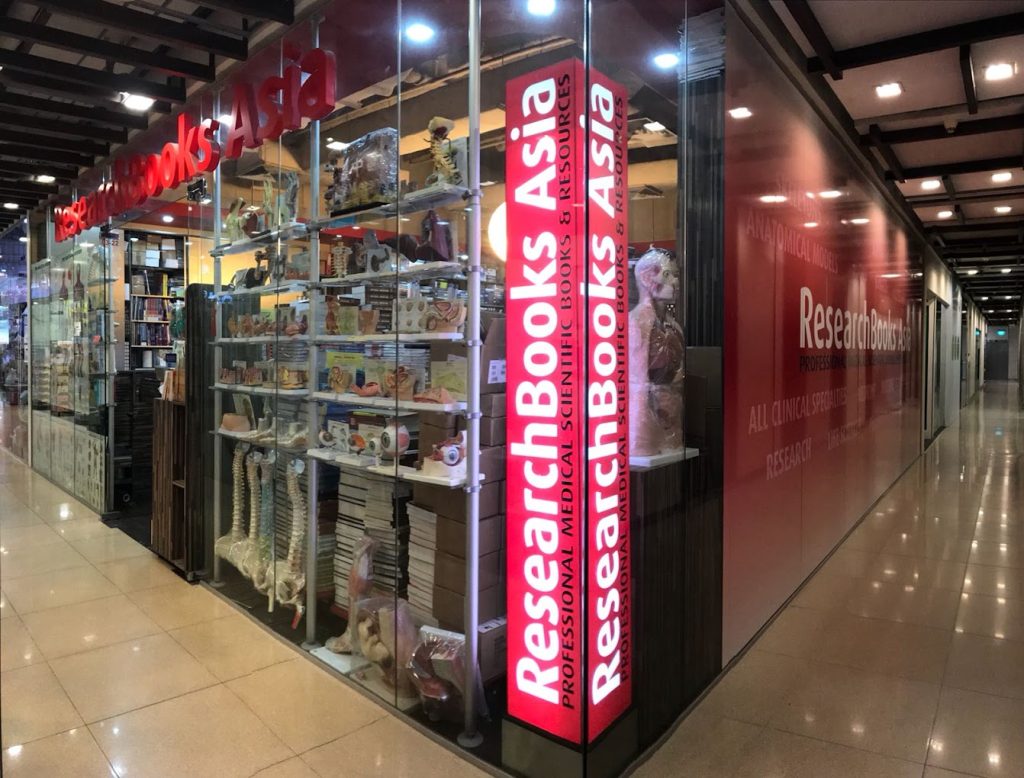 ResearchBooks Asia
ResearchBooks Asia
PROFESSIONAL MEDICAL SCIENTIFIC BOOKS & RESOURCES
ResearchBooks Asia
PROFESSIONAL MEDICAL SCIENTIFIC BOOKS & RESOURCES
ANATOMICAL MODELS
ResearchBooks Asia
PROFESSIONAL
ALL CLINICAL SPECIALTIES
RESEARCH